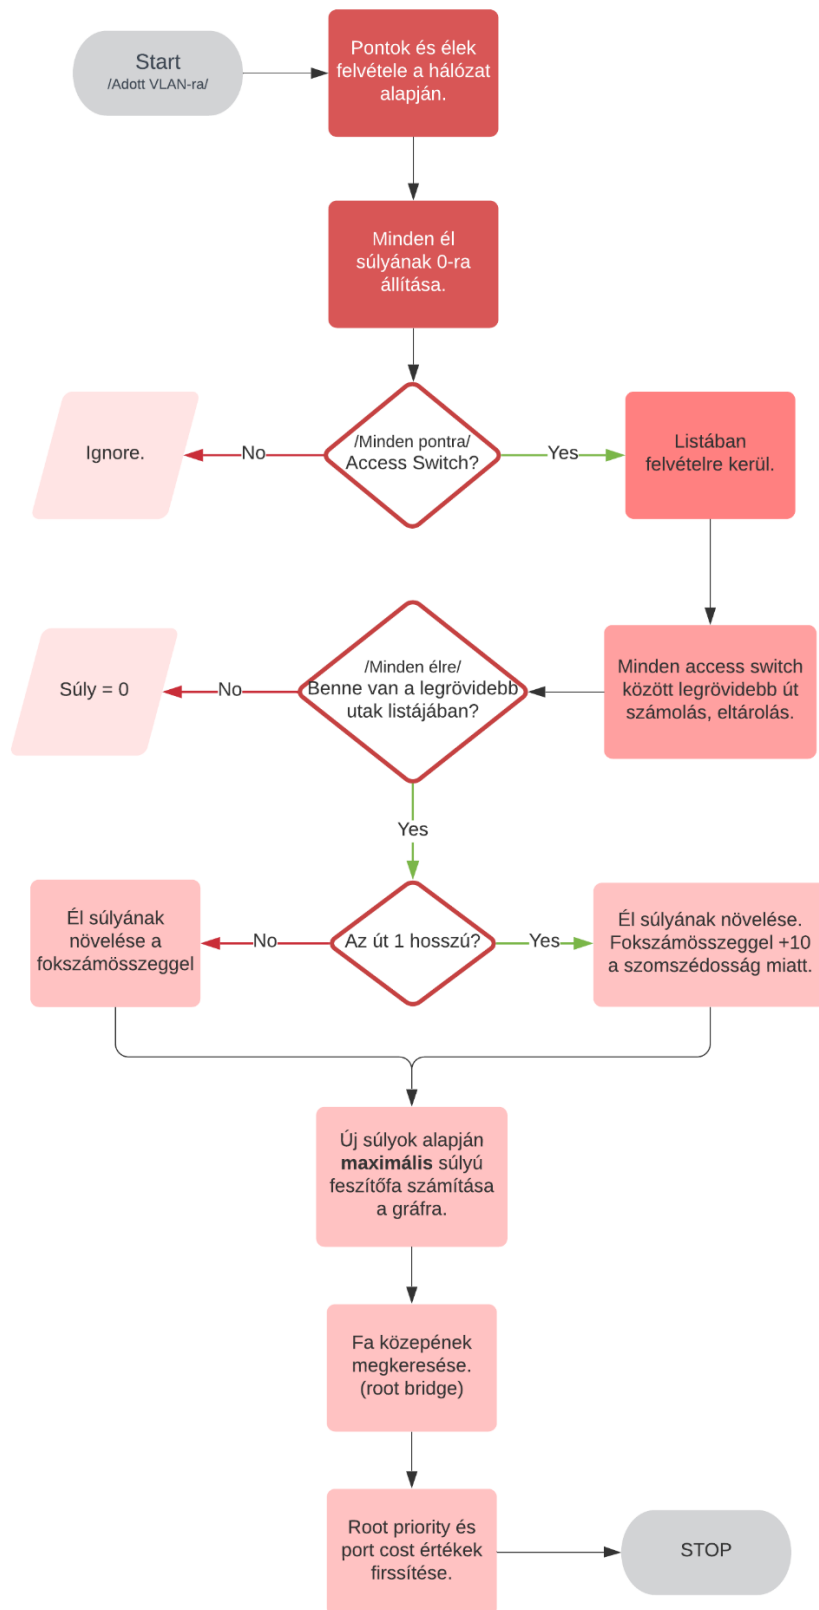 Start
/Adott VLAN-ra/
Pontok és élek
felvétele a hálózat
alapján.
Minden él
súlyának 0-ra
állítása.
Ignore.
No
/Minden pontra/
Access Switch?
Yes
Listában
felvételre kerül.
Súly = 0
No
/Minden élre/
Benne van a legrövidebb
utak listájában?
Minden access switch
között legrövidebb út
számolás, eltárolás.
Yes
Él súlyának
növelése a
fokszámösszeggel
No
Az út 1 hosszú?
Yes
Él súlyának növelése.
Fokszámösszeggel +10
a szomszédosság miatt.
Új súlyok alapján
maximális súlyú
feszítőfa számítása
a gráfra.
Fa közepének
megkeresése.
(root bridge)
Root priority és
port cost értékek
firssítése.
STOP